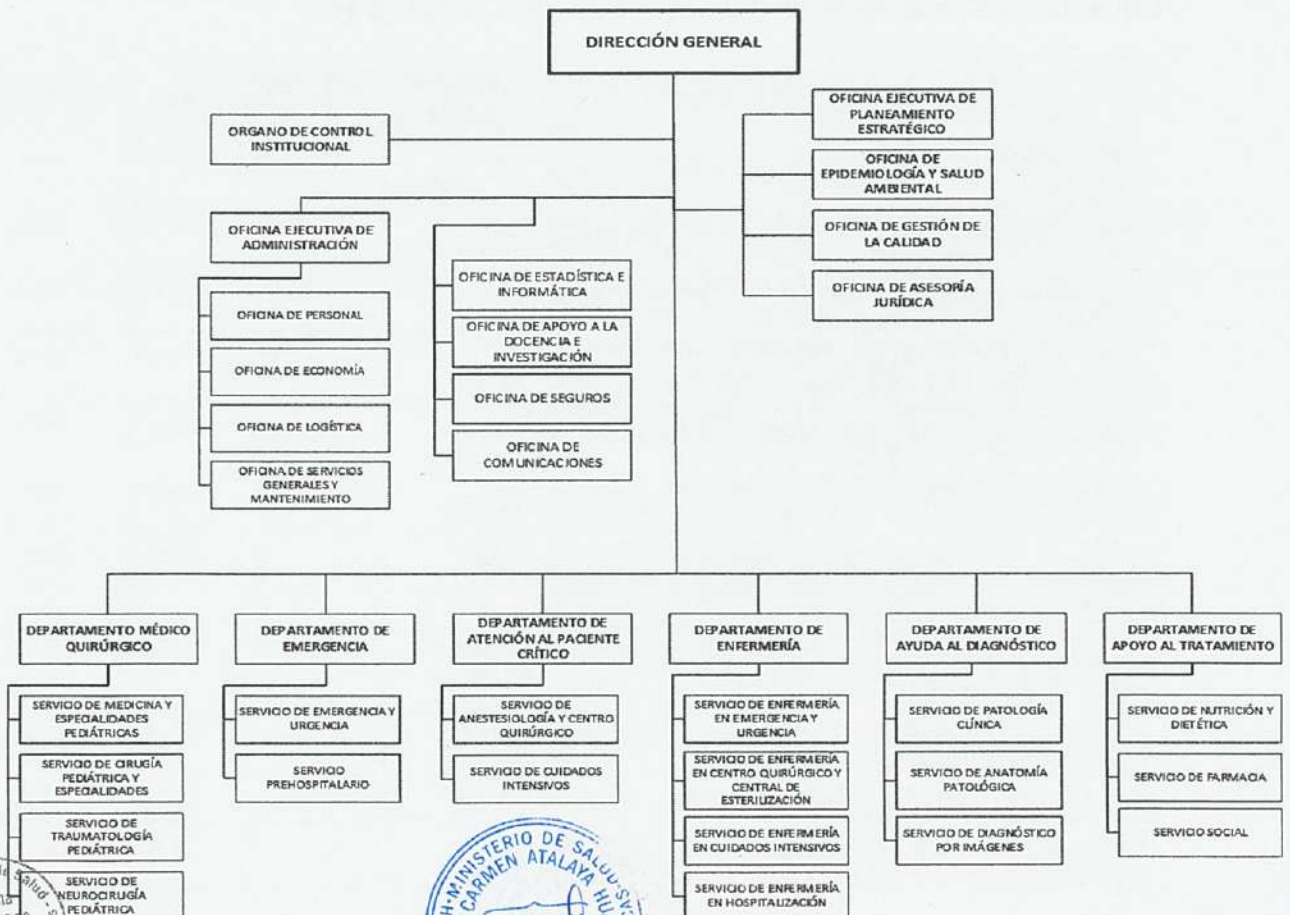 DIRECCIÓN GENERAL
ORGANO DE CONTROL
INSTITUCIONAL
OFICINA EJECUTIVA DE
PLANEAMIENTO
ESTRATÉGICO
OFICINA DE
EPIDEMIOLOGÍA Y SALUD
AMBIENTAL
OFICINA DE GESTIÓN DE
LA CALIDAD
OFICINA DE ASESORÍA
JURÍDICA
OFICINA EJECUTIVA DE
ADMINISTRACIÓN
OFICINA DE PERSONAL
OFICINA DE ECONOMÍA
OFICINA DE LOGÍSTICA
OFICINA DE SERVICIOS
GENERALES Y
MANTENIMIENTO
OFICINA DE ESTADÍSTICA E
INFORMÁTICA
OFICINA DE APOYO A LA
DOCENCIA E
INVESTIGACIÓN
OFICINA DE SEGUROS
OFICINA DE
COMUNICACIONES
DEPARTAMENTO MÉDICO
QUIRÚRGICO
SERVICIO DE MEDICINA Y
ESPECIALIDADES
PEDIÁTRICAS
SERVICIO DE CIRUGÍA
PEDIÁTRICA Y
ESPECIALIDADES
SERVICIO DE
TRAUMATOLOGÍA
PEDIÁTRICA
SERVICIO DE
NEUROCIRUGÍA
PEDIÁTRICA
DEPARTAMENTO DE
EMERGENCIA
SERVICIO DE EMERGENCIA Y
URGENCIA
SERVICIO
PREHOSPITALARIO
DEPARTAMENTO DE
ATENCIÓN AL PACIENTE
CRÍTICO
SERVICIO DE
ANESTESIOLOGÍA Y CENTRO
QUIRÚRGICO
SERVICIO DE CUIDADOS
INTENSIVOS
DEPARTAMENTO DE
ENFERMERÍA
SERVICIO DE ENFERMERÍA
EN EMERGENCIA Y
URGENCIA
SERVICIO DE ENFERMERÍA
EN CENTRO QUIRÚRGICO Y
CENTRAL DE
ESTERILIZACIÓN
SERVICIO DE ENFERMERÍA
EN CUIDADOS INTENSIVOS
SERVICIO DE ENFERMERÍA
EN HOSPITALIZACIÓN
DEPARTAMENTO DE
AYUDA AL DIAGNÓSTICO
SERVICIO DE PATOLOGÍA
CLÍNICA
SERVICIO DE ANATOMÍA
PATOLÓGICA
SERVICIO DE DIAGNÓSTICO
POR IMÁGENES
DEPARTAMENTO DE
APOYO AL TRATAMIENTO
SERVICIO DE NUTRICIÓN Y
DIETÉTICA
SERVICIO DE FARMACIA
SERVICIO SOCIAL
MINISTERIO DE SALUD
CARMEN ATALAYA
Salud